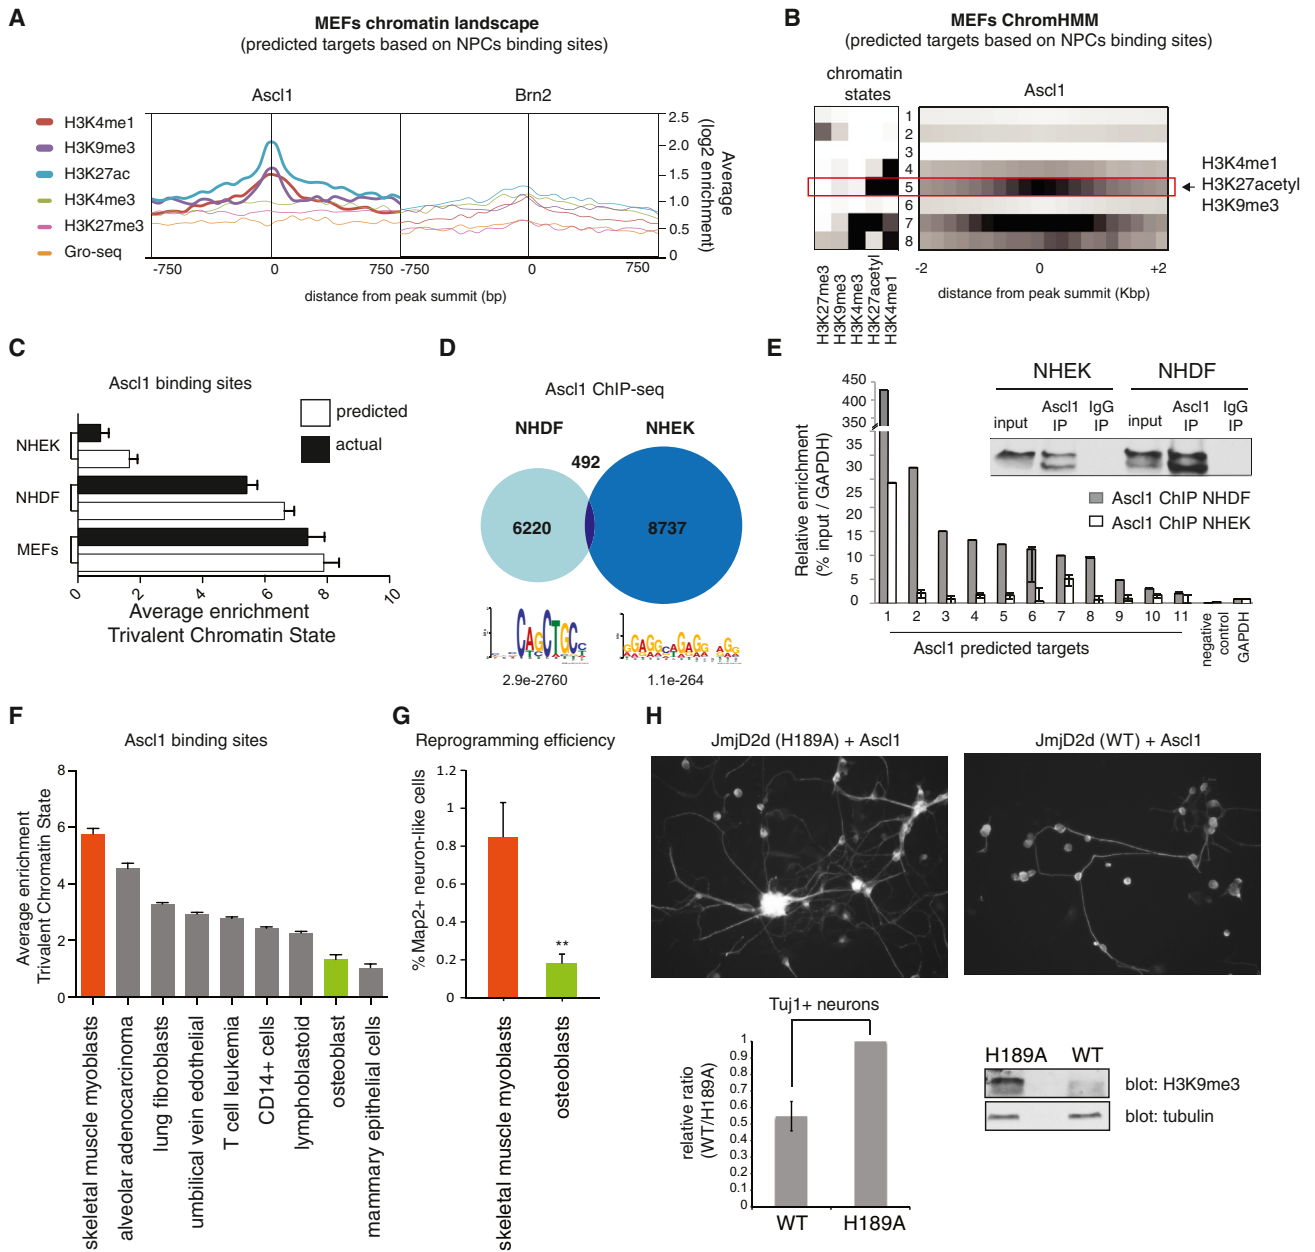 A
MEFs chromatin landscape
(predicted targets based on NPCs binding sites)
Ascl1
Brn2
H3K4me1
H3K9me3
H3K27ac
H3K4me3
H3K27me3
Gro-seq
2.5
2.0
1.5
1.0
0.5
0
Average
(log2 enrichment)
-750
0
750
-750
0
750
distance from peak summit (bp)
B
MEFs ChromHMM
(predicted targets based on NPCs binding sites)
chromatin
states
Ascl1
1
2
3
4
5
6
7
8
H3K4me1
H3K27acetyl
H3K9me3
H3K27me3
H3K9me3
H3K4me3
H3K27acetyl
H3K4me1
-2
0
+2
distance from peak summit (Kbp)
C
Ascl1 binding sites
predicted
actual
NHEK
NHDF
MEFs
0
2
4
6
8
10
Average enrichment
Trivalent Chromatin State
D
Ascl1 ChIP-seq
NHDF
NHEK
492
6220
8737
CAGCTGC
GGAGGCAGAGG
2.9e-2760
1.1e-264
E
Relative enrichment
(% input / GAPDH)
450
400
350
35
30
25
20
15
10
5
0
NHEK
NHDF
input
Ascl1
IP
IgG
IP
input
Ascl1
IP
IgG
IP
Ascl1 ChIP NHDF
Ascl1 ChIP NHEK
1
2
3
4
5
6
7
8
9
10
11
negative
control
GAPDH
Ascl1 predicted targets
F
Ascl1 binding sites
Average enrichment
Trivalent Chromatin State
8
6
4
2
0
skeletal muscle myoblasts
alveolar adenocarcinoma
lung fibroblasts
umbilical vein edothelial
T cell leukemia
CD14+ cells
lymphoblastoid
osteoblast
mammary epithelial cells
G
Reprogramming efficiency
% Map2+ neuron-like cells
1.2
1
0.8
0.6
0.4
0.2
0
**
skeletal muscle myoblasts
osteoblasts
H
JmjD2d (H189A) + Ascl1
JmjD2d (WT) + Ascl1
Tuj1+ neurons
relative ratio
(WT/H189A)
1
0.9
0.8
0.7
0.6
0.5
0.4
0.3
0.2
0.1
0
WT
H189A
H189A
WT
blot: H3K9me3
blot: tubulin